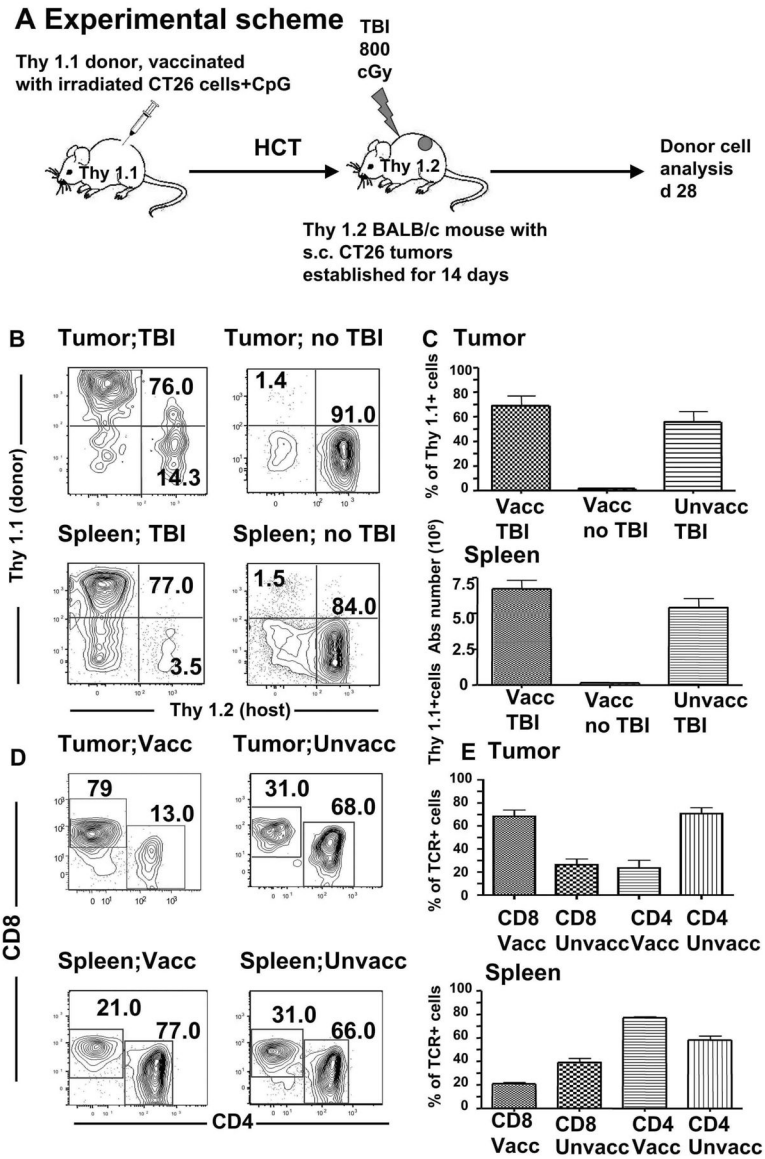 A Experimental scheme
TBI
800
cGy
Thy 1.1 donor, vaccinated
with irradiated CT26 cells+CpG
Thy 1.1
HCT
Thy 1.2
Donor cell
analysis
d 28
Thy 1.2 BALB/c mouse with
s.c. CT26 tumors
established for 14 days
B
Tumor;TBI
Tumor; no TBI
76.0
14.3
1.4
91.0
Spleen; TBI
Spleen; no TBI
77.0
3.5
1.5
84.0
Thy 1.1 (donor)
Thy 1.2 (host)
C Tumor
% of Thy 1.1+ cells
100
80
60
40
20
0
Vacc
TBI
Vacc
no TBI
Unvacc
TBI
Spleen
Thy 1.1+cells Abs number (10⁶)
7.5
5.0
2.5
0
Vacc
TBI
Vacc
no TBI
Unvacc
TBI
D
Tumor;Vacc
Tumor;Unvacc
79
13.0
31.0
68.0
Spleen;Vacc
Spleen;Unvacc
21.0
77.0
31.0
66.0
CD8
CD4
E Tumor
% of TCR+ cells
100
80
60
40
20
0
CD8
Vacc
CD8
Unvacc
CD4
Vacc
CD4
Unvacc
Spleen
% of TCR+ cells
100
80
60
40
20
0
CD8
Vacc
CD8
Unvacc
CD4
Vacc
CD4
Unvacc